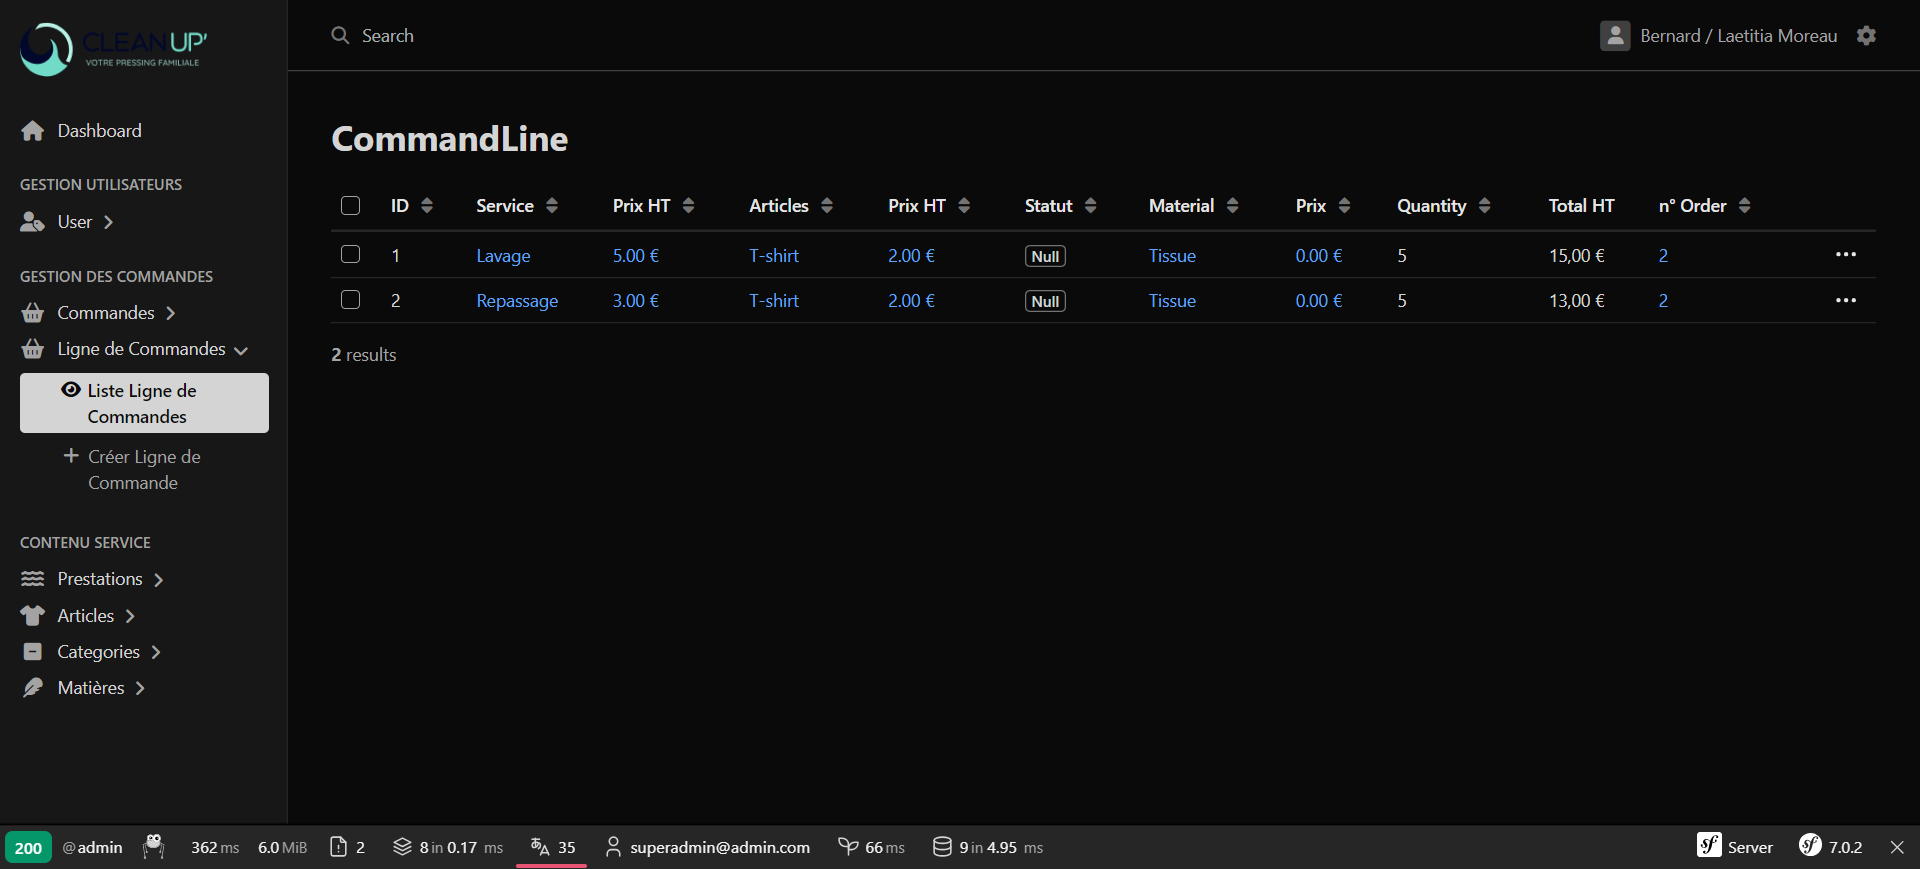 CLEAN UP'
VOTRE PRESSING FAMILIALE
Search
Bernard / Laetitia Moreau
Dashboard
GESTION UTILISATEURS
User
GESTION DES COMMANDES
Commandes
Ligne de Commandes
Liste Ligne de
Commandes
Créer Ligne de
Commande
CONTENU SERVICE
Prestations
Articles
Categories
Matières
CommandLine
ID Service Prix HT Articles Prix HT Statut Material Prix Quantity Total HT n° Order
1 Lavage 5.00 € T-shirt 2.00 € Null Tissue 0.00 € 5 15,00 € 2
2 Repassage 3.00 € T-shirt 2.00 € Null Tissue 0.00 € 5 13,00 € 2
2 results
200 @admin 362 ms 6.0 MiB 2 8 in 0.17 ms 35 superadmin@admin.com 66 ms 9 in 4.95 ms Server 7.0.2